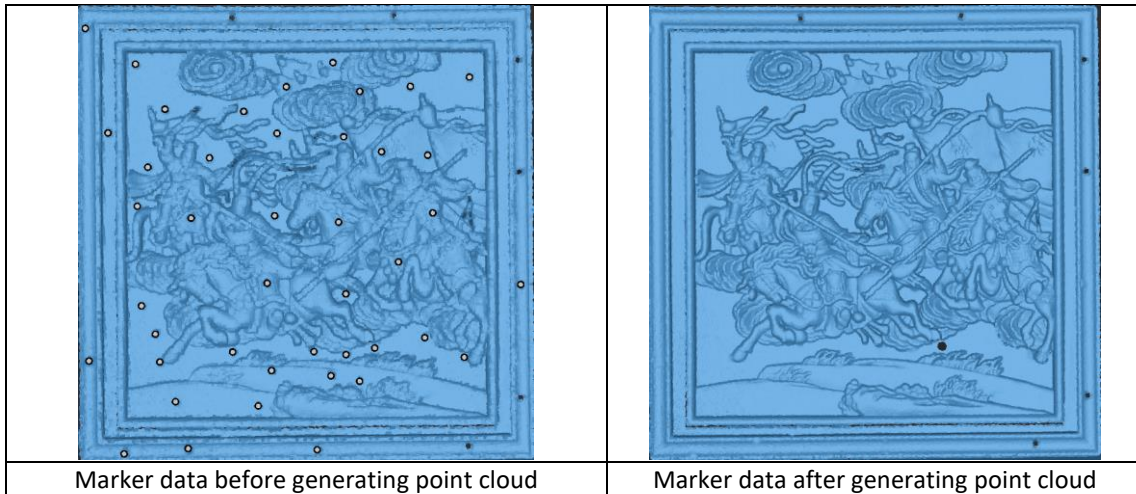 Marker data before generating point cloud
Marker data after generating point cloud